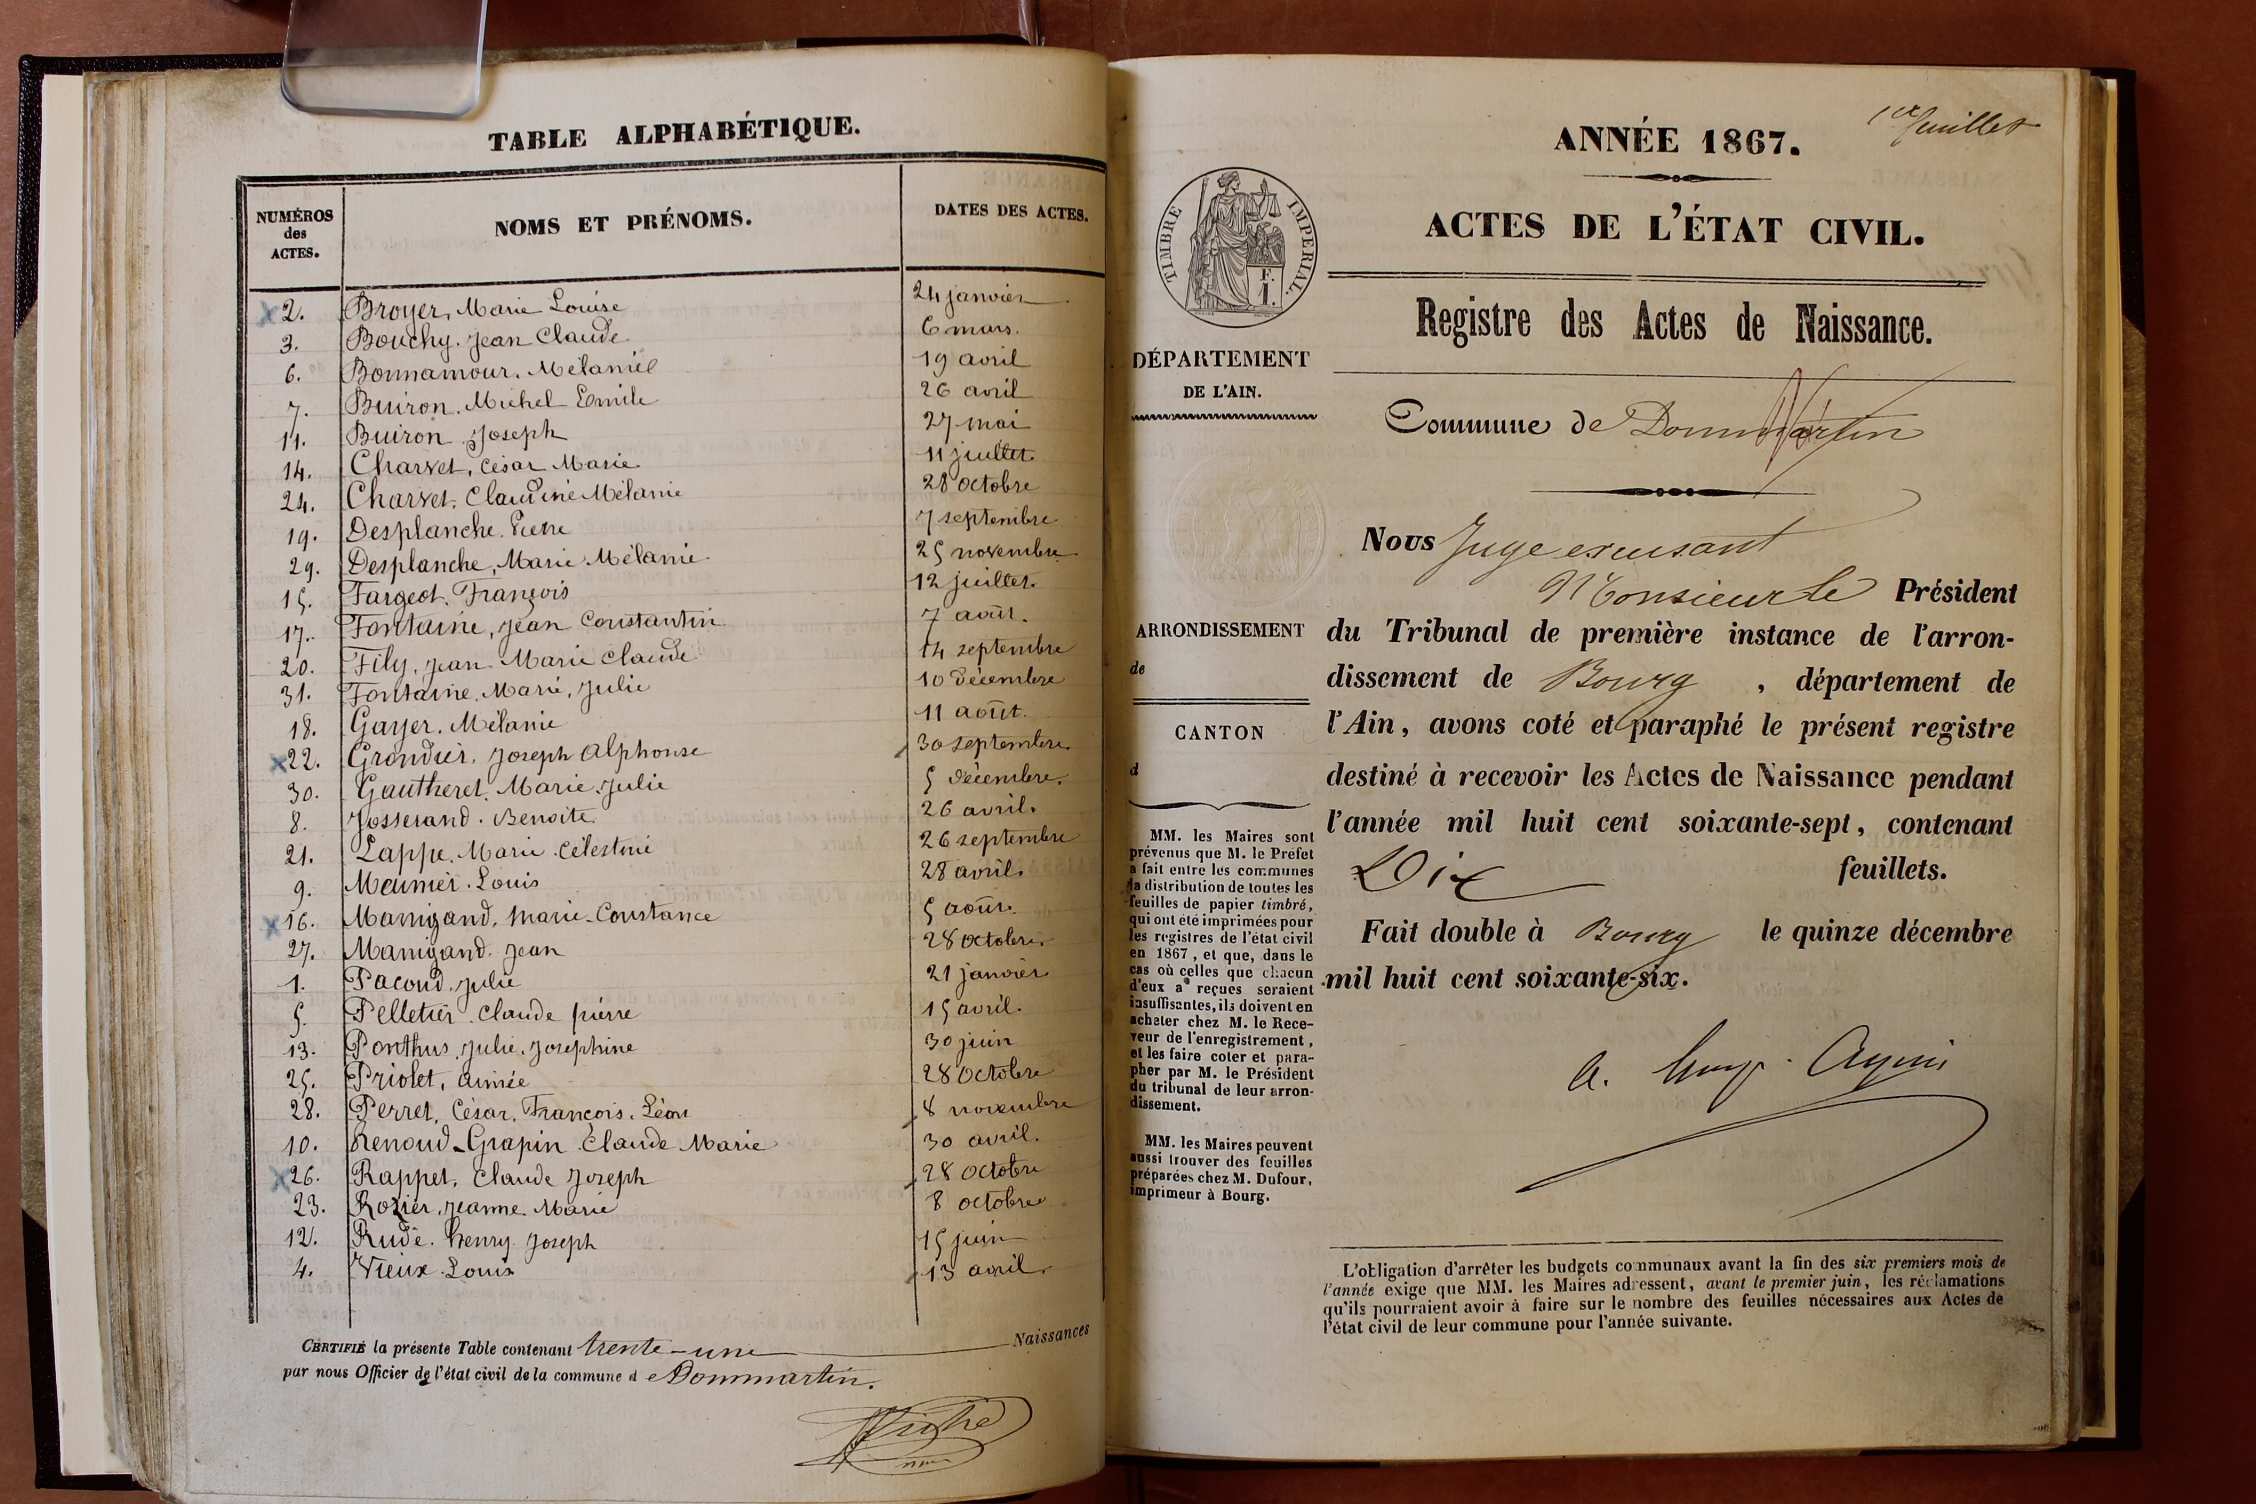 TABLE ALPHABÉTIQUE.
NUMÉROS des ACTES.
NOMS ET PRÉNOMS.
DATES DES ACTES.
2. Broyer, Marie Louise 24 janvier
3. Bouchy, Jean Claude 6 mars.
6. Bonnamour. Mélanie 19 avril
7. Buiron. Michel Emile 26 avril
11. Buiron Joseph 27 mai
14. Charvet, César Marie 11 juillet
24. Charvet, Claudine Mélanie 28 octobre
19. Desplanche. Pierre 7 septembre
29. Desplanche, Marie Mélanie 25 novembre
15. Fargeot. François 12 juillet.
17. Fontaine, Jean Constantin 7 août.
20. Fily, Jean Marie Claude 14 septembre
31. Fontaine, Marie, Julie 10 décembre
18. Gayer. Mélanie 11 août.
22. Grondier, Joseph Alphonse 30 septembre.
30. Gautheret, Marie Julie 5 décembre.
8. Josserand. Benoite 26 avril.
21. Lappe. Marie Célestine 26 septembre
9. Meunier. Louis 28 avril.
16. Manigand, Marie-Constance 5 août.
27. Manigand. Jean 28 octobre.
1. Pacoud. Julie 21 janvier
5. Pelletier. Claude pierre 15 avril.
13. Ponthus, Julie, Josephine 30 juin
25. Priolet, Aimée 28 octobre
28. Perret, César, François, Léon 8 novembre
10. Renoud-Grapin Claude Marie 30 avril.
26. Rappet, Claude Joseph 28 octobre
23. Rozier, Jeanne Marie 8 octobre
12. Rude. henry Joseph 15 juin
4. Vieux Louis 13 avril.
CERTIFIÉ la présente Table contenant trente-une Naissances
par nous Officier de l'état civil de la commune d e Dommartin.
1er feuillet
ANNÉE 1867.
ACTES DE L'ÉTAT CIVIL.
TIMBRE IMPERIAL.
F. 1.
Registre des Actes de Naissance.
DÉPARTEMENT
DE L'AIN.
Commune de Dommartin
Nous Juge excusant
Monsieur le Président
du Tribunal de première instance de l'arron-
dissement de Bourg, département de
l'Ain, avons coté et paraphé le présent registre
destiné à recevoir les Actes de Naissance pendant
l'année mil huit cent soixante-sept, contenant
Dix feuillets.
Fait double à Bourg le quinze décembre
mil huit cent soixante-six.
ARRONDISSEMENT
de
CANTON
d
MM. les Maires sont
prévenus que M. le Préfet
a fait entre les communes
la distribution de toutes les
feuilles de papier timbré,
qui ont été imprimées pour
les registres de l'état civil
en 1867, et que, dans le
cas où celles que chacun
d'eux a reçues seraient
insuffisantes, ils doivent en
acheter chez M. le Rece-
veur de l'enregistrement,
et les faire coter et para-
pher par M. le Président
du tribunal de leur arron-
dissement.
MM. les Maires peuvent
aussi trouver des feuilles
préparées chez M. Dufour,
imprimeur à Bourg.
L'obligation d'arrêter les budgets communaux avant la fin des six premiers mois de
l'année exige que MM. les Maires adressent, avant le premier juin, les réclamations
qu'ils pourraient avoir à faire sur le nombre des feuilles nécessaires aux Actes de
l'état civil de leur commune pour l'année suivante.